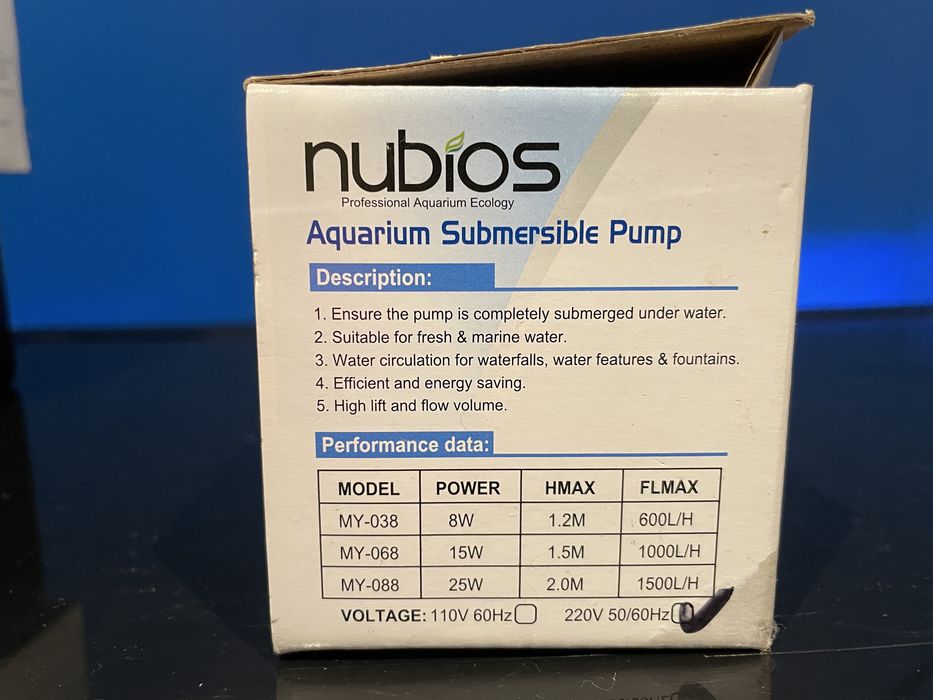 nubios
Professional Aquarium Ecology
Aquarium Submersible Pump
Description:
1. Ensure the pump is completely submerged under water.
2. Suitable for fresh & marine water.
3. Water circulation for waterfalls, water features & fountains.
4. Efficient and energy saving.
5. High lift and flow volume.
Performance data:
MODEL POWER HMAX FLMAX
MY-038 8W 1.2M 600L/H
MY-068 15W 1.5M 1000L/H
MY-088 25W 2.0M 1500L/H
VOLTAGE: 110V 60Hz 220V 50/60Hz